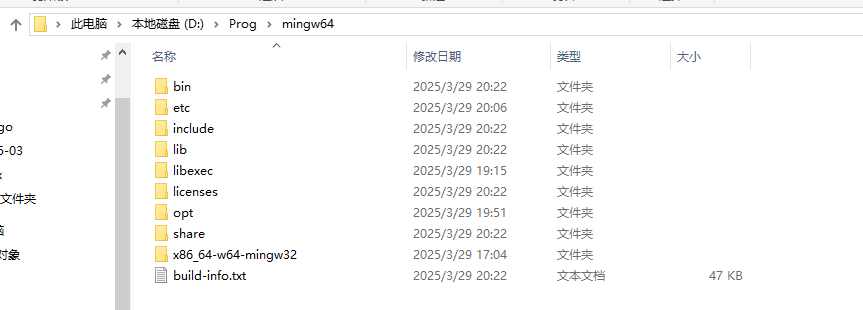 此电脑 > 本地磁盘 (D:) > Prog > mingw64
名称 修改日期 类型 大小
bin 2025/3/29 20:22 文件夹
etc 2025/3/29 20:06 文件夹
go
include 2025/3/29 20:22 文件夹
5-03
lib 2025/3/29 20:22 文件夹
libexec 2025/3/29 19:15 文件夹
licenses 2025/3/29 20:22 文件夹
文件夹
opt 2025/3/29 19:51 文件夹
share 2025/3/29 20:22 文件夹
对象
x86_64-w64-mingw32 2025/3/29 17:04 文件夹
build-info.txt 2025/3/29 20:22 文本文档 47 KB